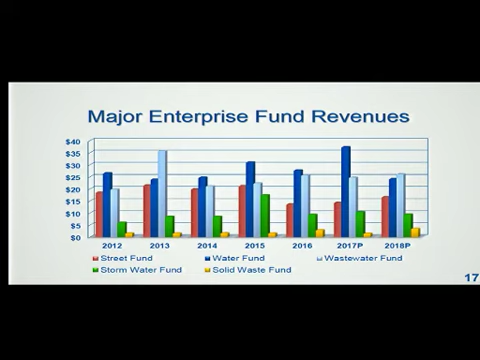 Major Enterprise Fund Revenues
$40
$35
$30
$25
$20
$15
$10
$5
$0
2012 2013 2014 2015 2016 2017P 2018P
Street Fund Water Fund Wastewater Fund
Storm Water Fund Solid Waste Fund
17